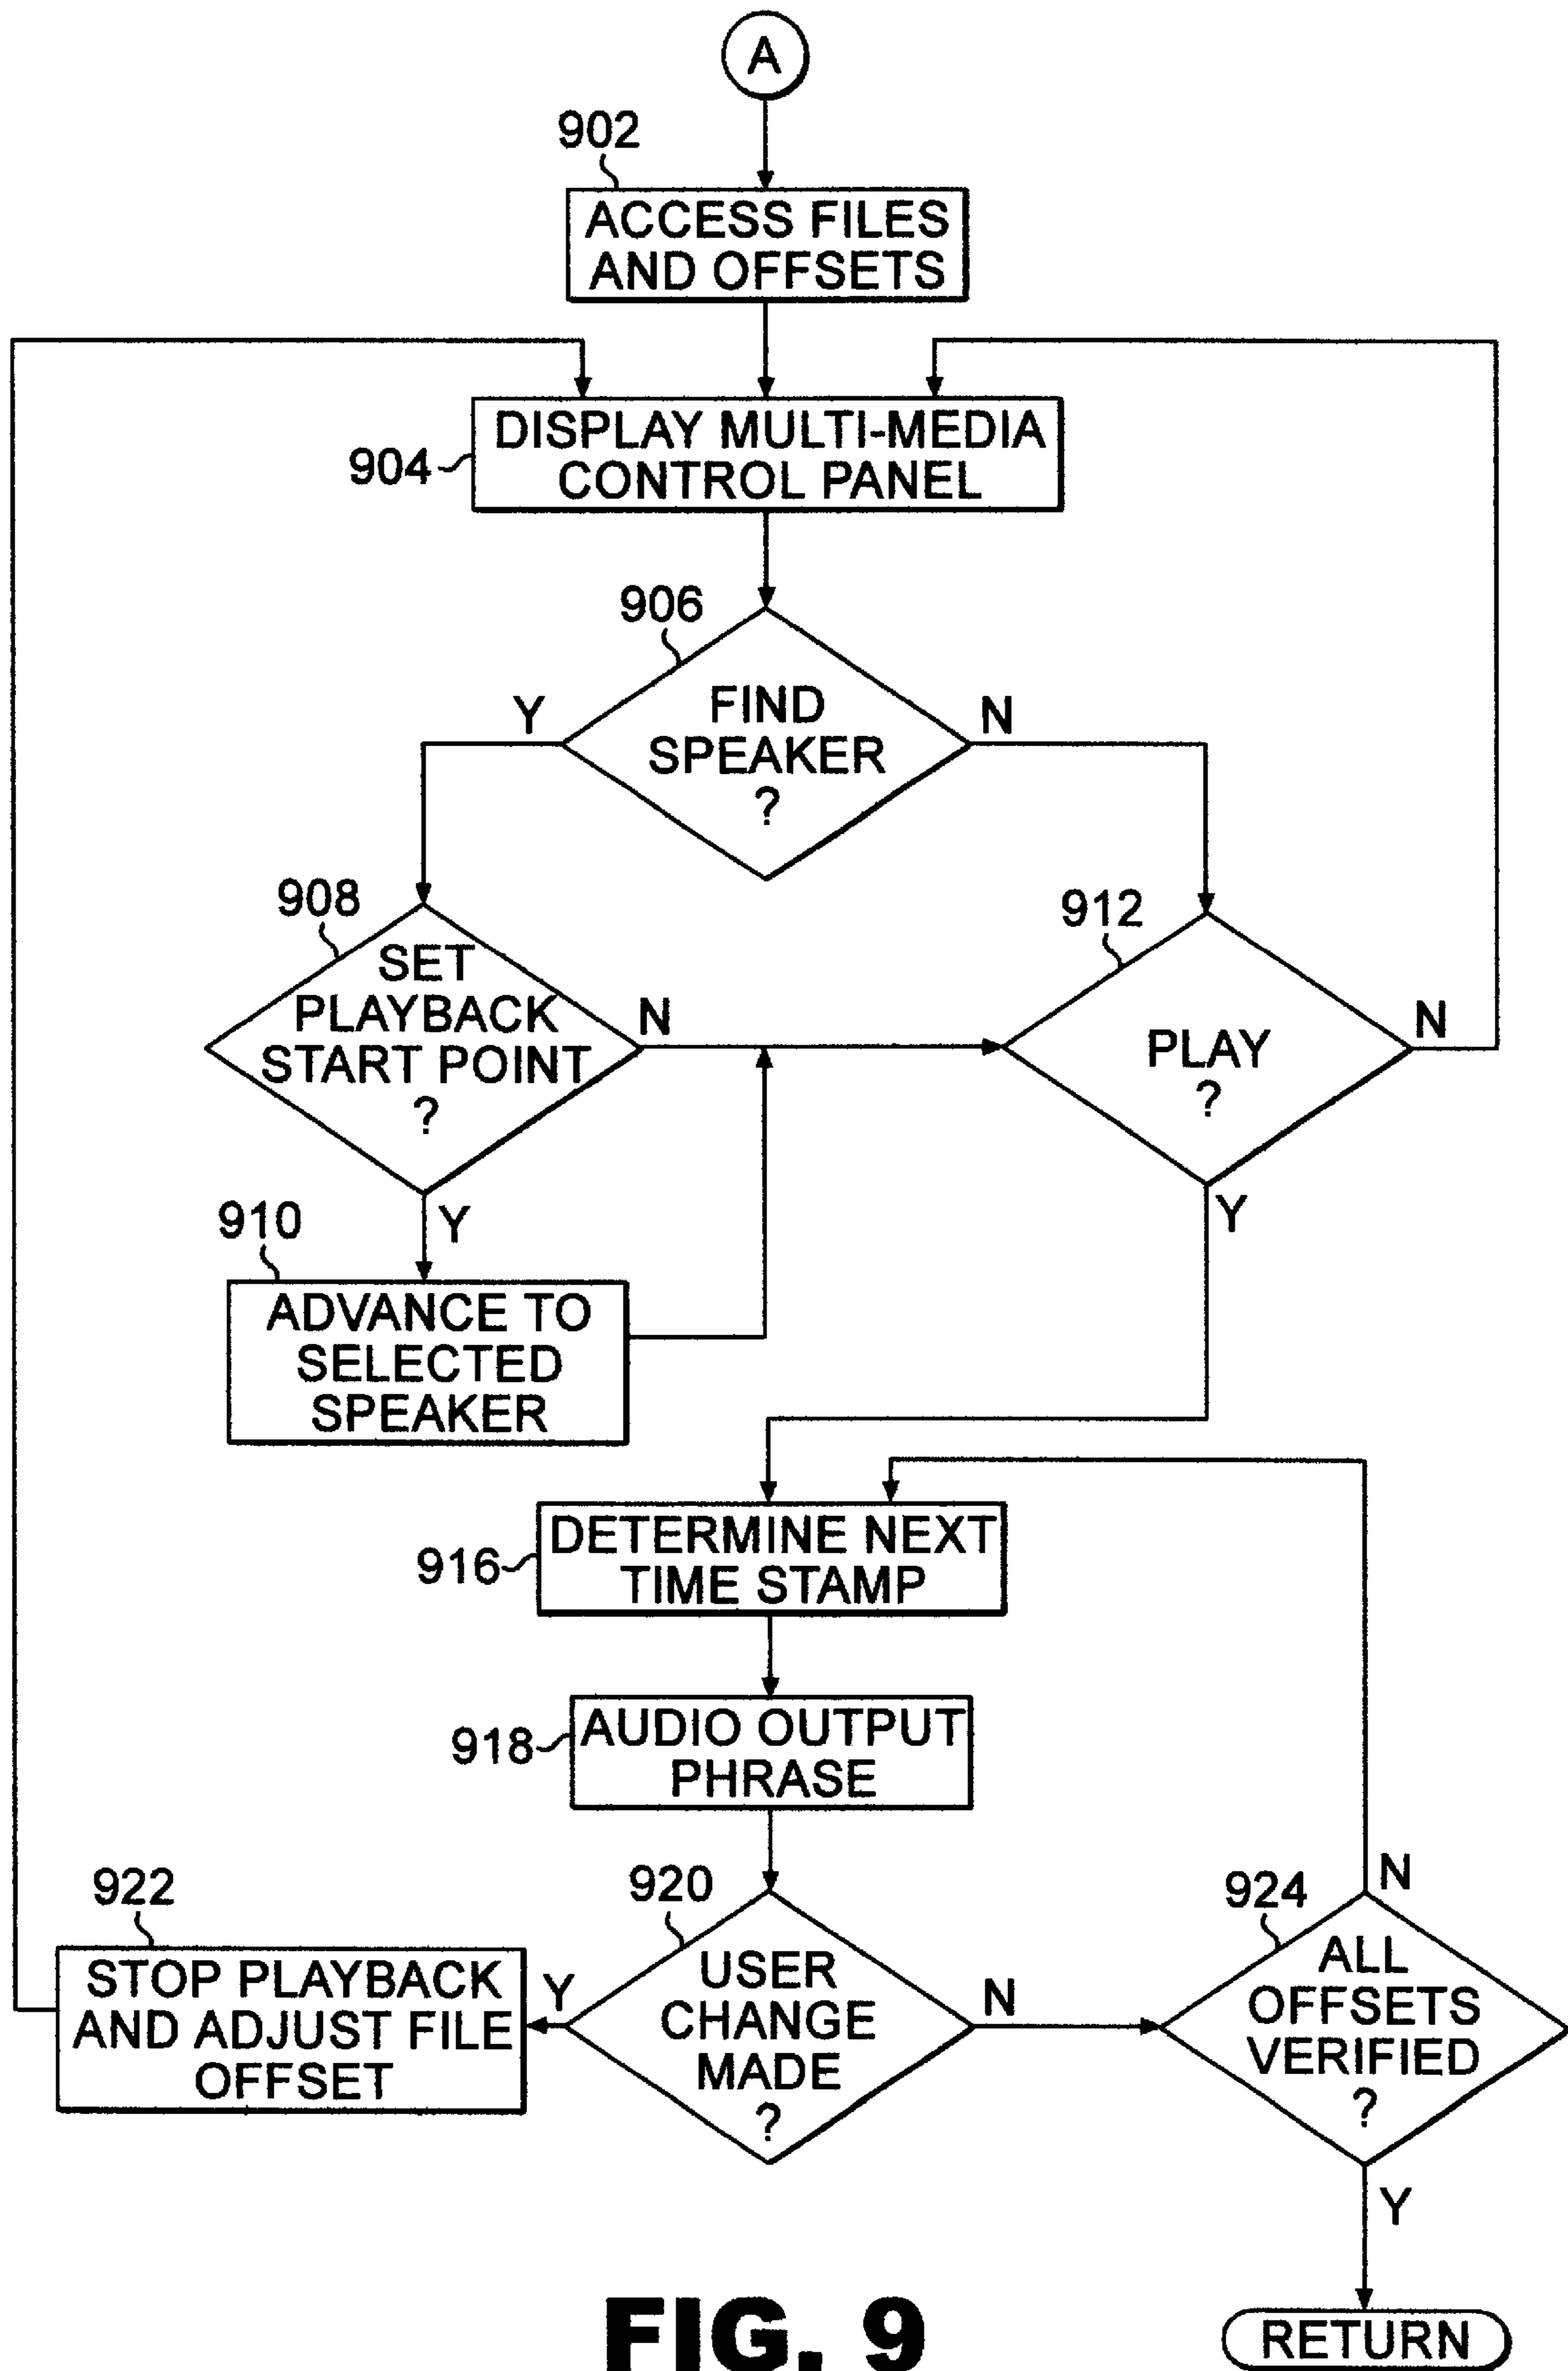 A
902
ACCESS FILES
AND OFFSETS
904
DISPLAY MULTI-MEDIA
CONTROL PANEL
906
FIND
SPEAKER
?
Y
N
908
SET
PLAYBACK
START POINT
?
N
Y
912
PLAY
?
N
Y
910
ADVANCE TO
SELECTED
SPEAKER
916
DETERMINE NEXT
TIME STAMP
918
AUDIO OUTPUT
PHRASE
920
USER
CHANGE
MADE
?
Y
N
922
STOP PLAYBACK
AND ADJUST FILE
OFFSET
924
ALL
OFFSETS
VERIFIED
?
N
Y
RETURN
FIG. 9